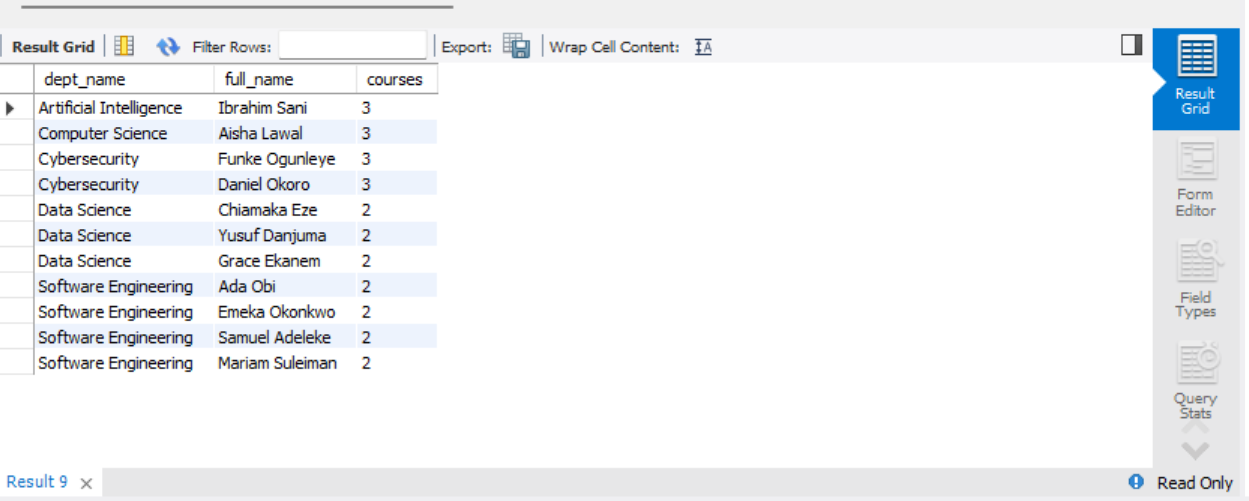 Result Grid Filter Rows: Export: Wrap Cell Content: IA
dept_name full_name courses
Artificial Intelligence Ibrahim Sani 3
Computer Science Aisha Lawal 3
Cybersecurity Funke Ogunleye 3
Cybersecurity Daniel Okoro 3
Data Science Chiamaka Eze 2
Data Science Yusuf Danjuma 2
Data Science Grace Ekanem 2
Software Engineering Ada Obi 2
Software Engineering Emeka Okonkwo 2
Software Engineering Samuel Adeleke 2
Software Engineering Mariam Suleiman 2
Result
Grid
Form
Editor
Field
Types
Query
Stats
Result 9 Read Only